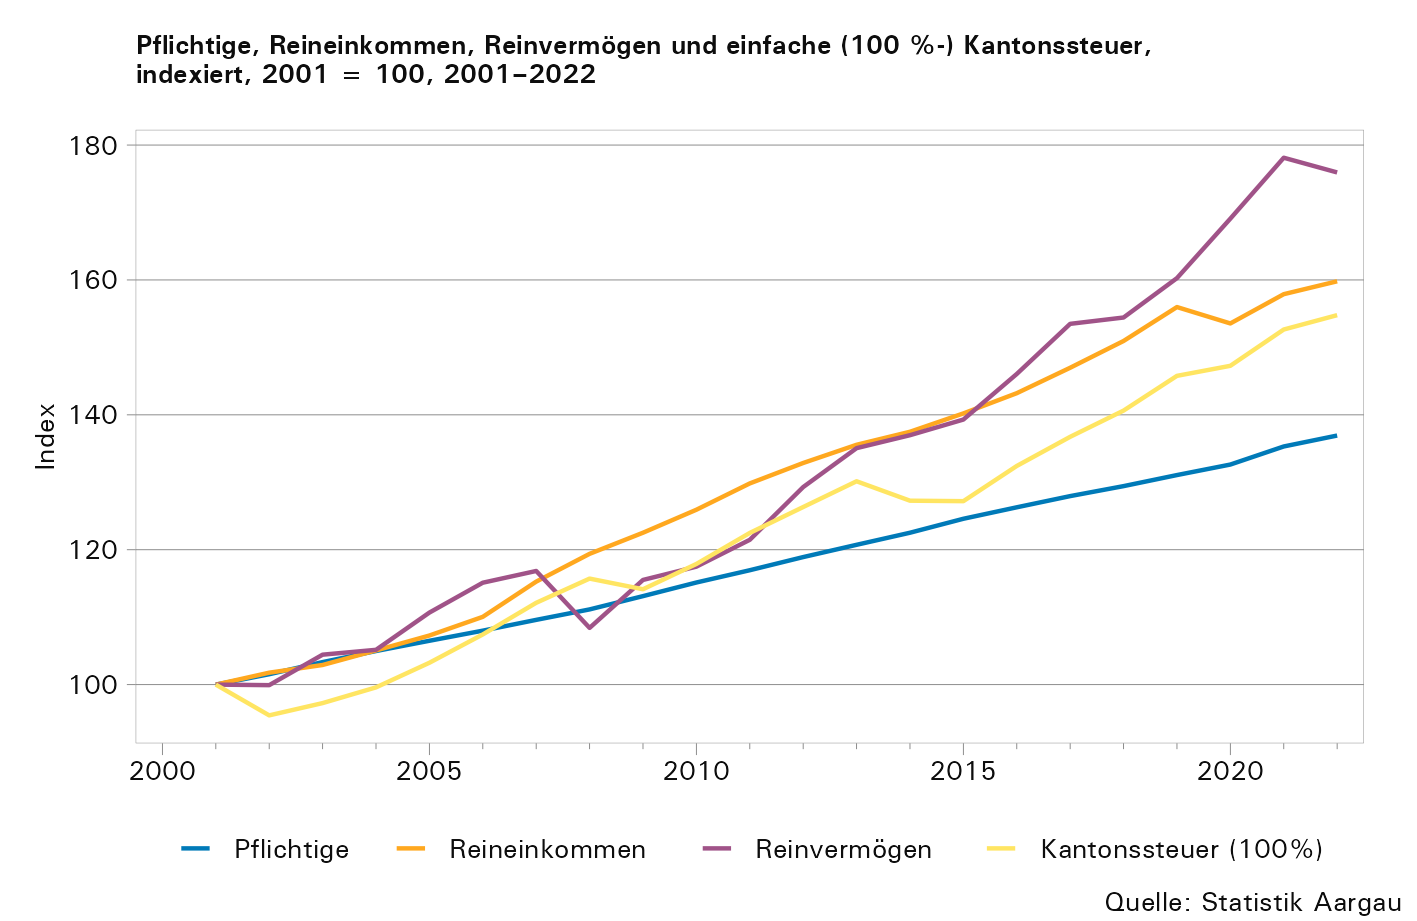 Pflichtige, Reineinkommen, Reinvermögen und einfache (100 %-) Kantonssteuer,
indexiert, 2001 = 100, 2001–2022
180
160
140
120
100
Index
2000 2005 2010 2015 2020
Pflichtige Reineinkommen Reinvermögen Kantonssteuer (100%)
Quelle: Statistik Aargau